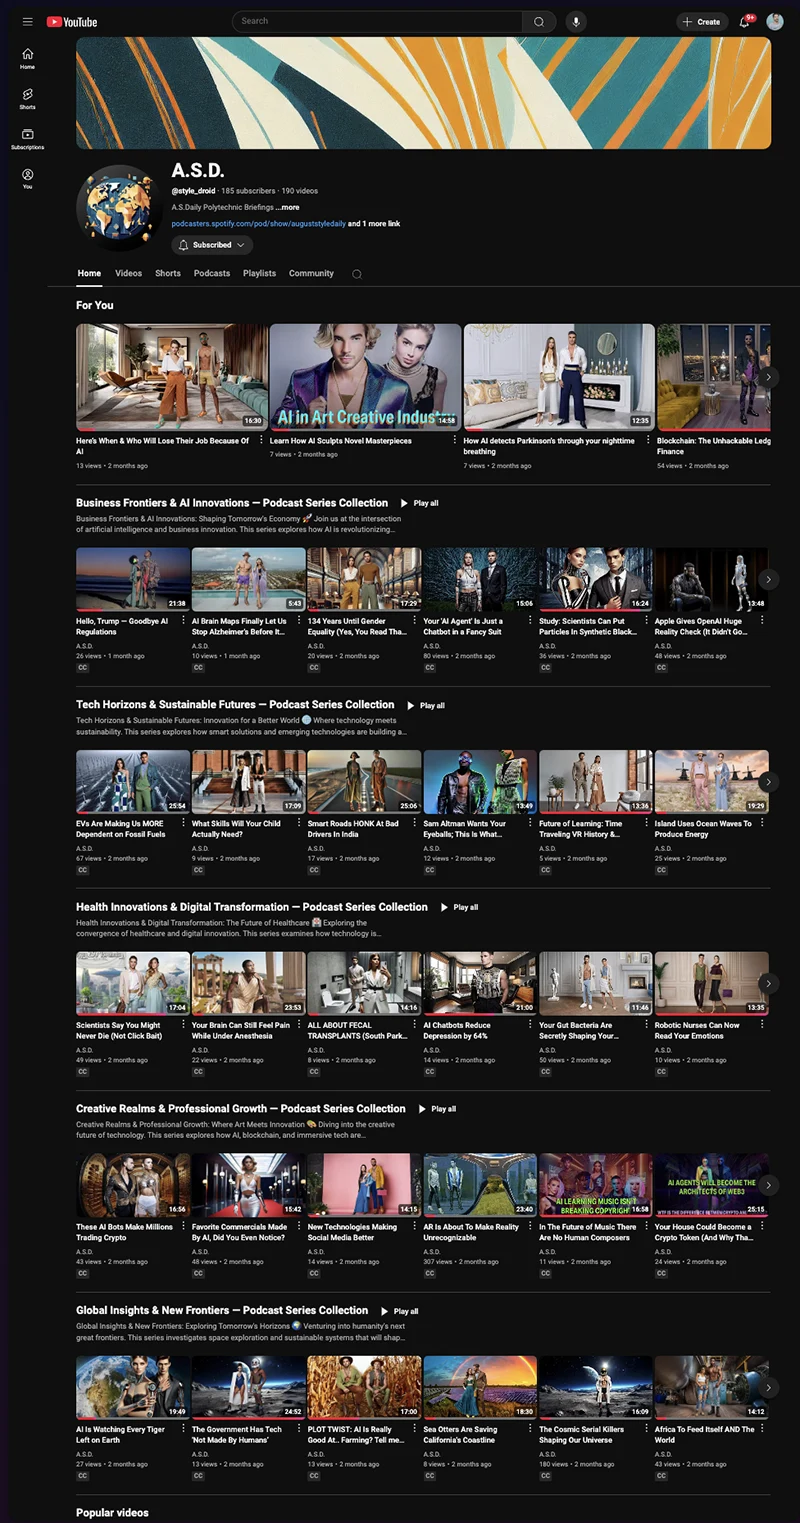 YouTube
Search
Create
9+
Home
Shorts
Subscriptions
You
A.S.D.
@style_droid · 185 subscribers · 190 videos
A.S.Daily Polytechnic Briefings ...more
podcasters.spotify.com/pod/show/auguststyledaily and 1 more link
Subscribed
Home Videos Shorts Podcasts Playlists Community
For You
16:30
AI in Art Creative Industry
14:58
12:35
Here's When & Who Will Lose Their Job Because Of
AI
13 views • 2 months ago
Learn How AI Sculpts Novel Masterpieces
7 views • 2 months ago
How AI detects Parkinson's through your nighttime
breathing
7 views • 2 months ago
Blockchain: The Unhackable Ledg
Finance
54 views • 2 months ago
Business Frontiers & AI Innovations — Podcast Series Collection Play all
Business Frontiers & AI Innovations: Shaping Tomorrow's Economy 🚀 Join us at the intersection
of artificial intelligence and business innovation. This series explores how AI is revolutionizing...
21:38
5:43
17:29
15:06
16:24
13:48
Hello, Trump — Goodbye AI
Regulations
A.S.D.
26 views • 1 month ago
CC
AI Brain Maps Finally Let Us
Stop Alzheimer's Before It...
A.S.D.
10 views • 1 month ago
CC
134 Years Until Gender
Equality (Yes, You Read Tha...
A.S.D.
20 views • 2 months ago
CC
Your 'AI Agent' Is Just a
Chatbot in a Fancy Suit
A.S.D.
80 views • 2 months ago
CC
Study: Scientists Can Put
Particles In Synthetic Black...
A.S.D.
36 views • 2 months ago
CC
Apple Gives OpenAI Huge
Reality Check (It Didn't Go...
A.S.D.
48 views • 2 months ago
CC
Tech Horizons & Sustainable Futures — Podcast Series Collection Play all
Tech Horizons & Sustainable Futures: Innovation for a Better World 🌐 Where technology meets
sustainability. This series explores how smart solutions and emerging technologies are building a...
25:54
17:09
25:06
13:49
13:36
19:29
EVs Are Making Us MORE
Dependent on Fossil Fuels
A.S.D.
67 views • 2 months ago
CC
What Skills Will Your Child
Actually Need?
A.S.D.
9 views • 2 months ago
CC
Smart Roads HONK At Bad
Drivers In India
A.S.D.
17 views • 2 months ago
CC
Sam Altman Wants Your
Eyeballs; This Is What...
A.S.D.
12 views • 2 months ago
CC
Future of Learning: Time
Traveling VR History &...
A.S.D.
5 views • 2 months ago
CC
Island Uses Ocean Waves To
Produce Energy
A.S.D.
25 views • 2 months ago
CC
Health Innovations & Digital Transformation — Podcast Series Collection Play all
Health Innovations & Digital Transformation: The Future of Healthcare 🏥 Exploring the
convergence of healthcare and digital innovation. This series examines how technology is...
17:04
23:53
14:16
21:00
11:46
13:35
Scientists Say You Might
Never Die (Not Click Bait)
A.S.D.
49 views • 2 months ago
CC
Your Brain Can Still Feel Pain
While Under Anesthesia
A.S.D.
22 views • 2 months ago
CC
ALL ABOUT FECAL
TRANSPLANTS (South Park...
A.S.D.
8 views • 2 months ago
CC
AI Chatbots Reduce
Depression by 64%
A.S.D.
14 views • 2 months ago
CC
Your Gut Bacteria Are
Secretly Shaping Your...
A.S.D.
50 views • 2 months ago
CC
Robotic Nurses Can Now
Read Your Emotions
A.S.D.
10 views • 2 months ago
CC
Creative Realms & Professional Growth — Podcast Series Collection Play all
Creative Realms & Professional Growth: Where Art Meets Innovation 🎨 Diving into the creative
future of technology. This series explores how AI, blockchain, and immersive tech are...
16:56
15:42
14:15
23:40
AI LEARNING MUSIC ISN'T
BREAKING COPYRIGH
16:58
AI AGENTS WILL BECOME THE
ARCHITECTS OF WEB3
25:15
These AI Bots Make Millions
Trading Crypto
A.S.D.
43 views • 2 months ago
CC
Favorite Commercials Made
By AI, Did You Even Notice?
A.S.D.
48 views • 2 months ago
CC
New Technologies Making
Social Media Better
A.S.D.
14 views • 2 months ago
CC
AR Is About To Make Reality
Unrecognizable
A.S.D.
307 views • 2 months ago
CC
In The Future of Music There
Are No Human Composers
A.S.D.
11 views • 2 months ago
CC
Your House Could Become a
Crypto Token (And Why Tha...
A.S.D.
24 views • 2 months ago
CC
Global Insights & New Frontiers — Podcast Series Collection Play all
Global Insights & New Frontiers: Exploring Tomorrow's Horizons 🌍 Venturing into humanity's next
great frontiers. This series investigates space exploration and sustainable systems that will shap...
19:49
24:52
17:00
18:30
16:09
14:12
AI Is Watching Every Tiger
Left on Earth
A.S.D.
27 views • 2 months ago
CC
The Government Has Tech
'Not Made By Humans'
A.S.D.
13 views • 2 months ago
CC
PLOT TWIST: AI Is Really
Good At.. Farming? Tell me...
A.S.D.
13 views • 2 months ago
CC
Sea Otters Are Saving
California's Coastline
A.S.D.
8 views • 2 months ago
CC
The Cosmic Serial Killers
Shaping Our Universe
A.S.D.
180 views • 2 months ago
CC
Africa To Feed Itself AND The
World
A.S.D.
43 views • 2 months ago
CC
Popular videos